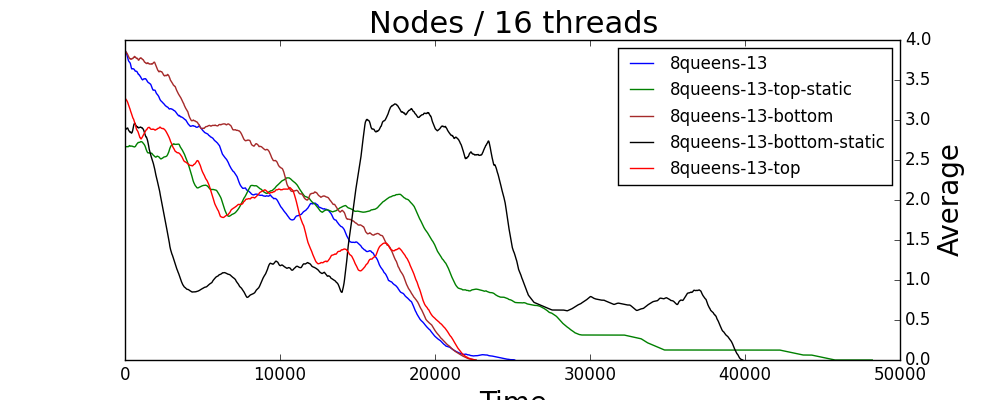 Nodes / 16 threads
4.0
3.5
3.0
2.5
2.0
1.5
1.0
0.5
0.0
Average
8queens-13
8queens-13-top-static
8queens-13-bottom
8queens-13-bottom-static
8queens-13-top
0 10000 20000 30000 40000 50000
Time